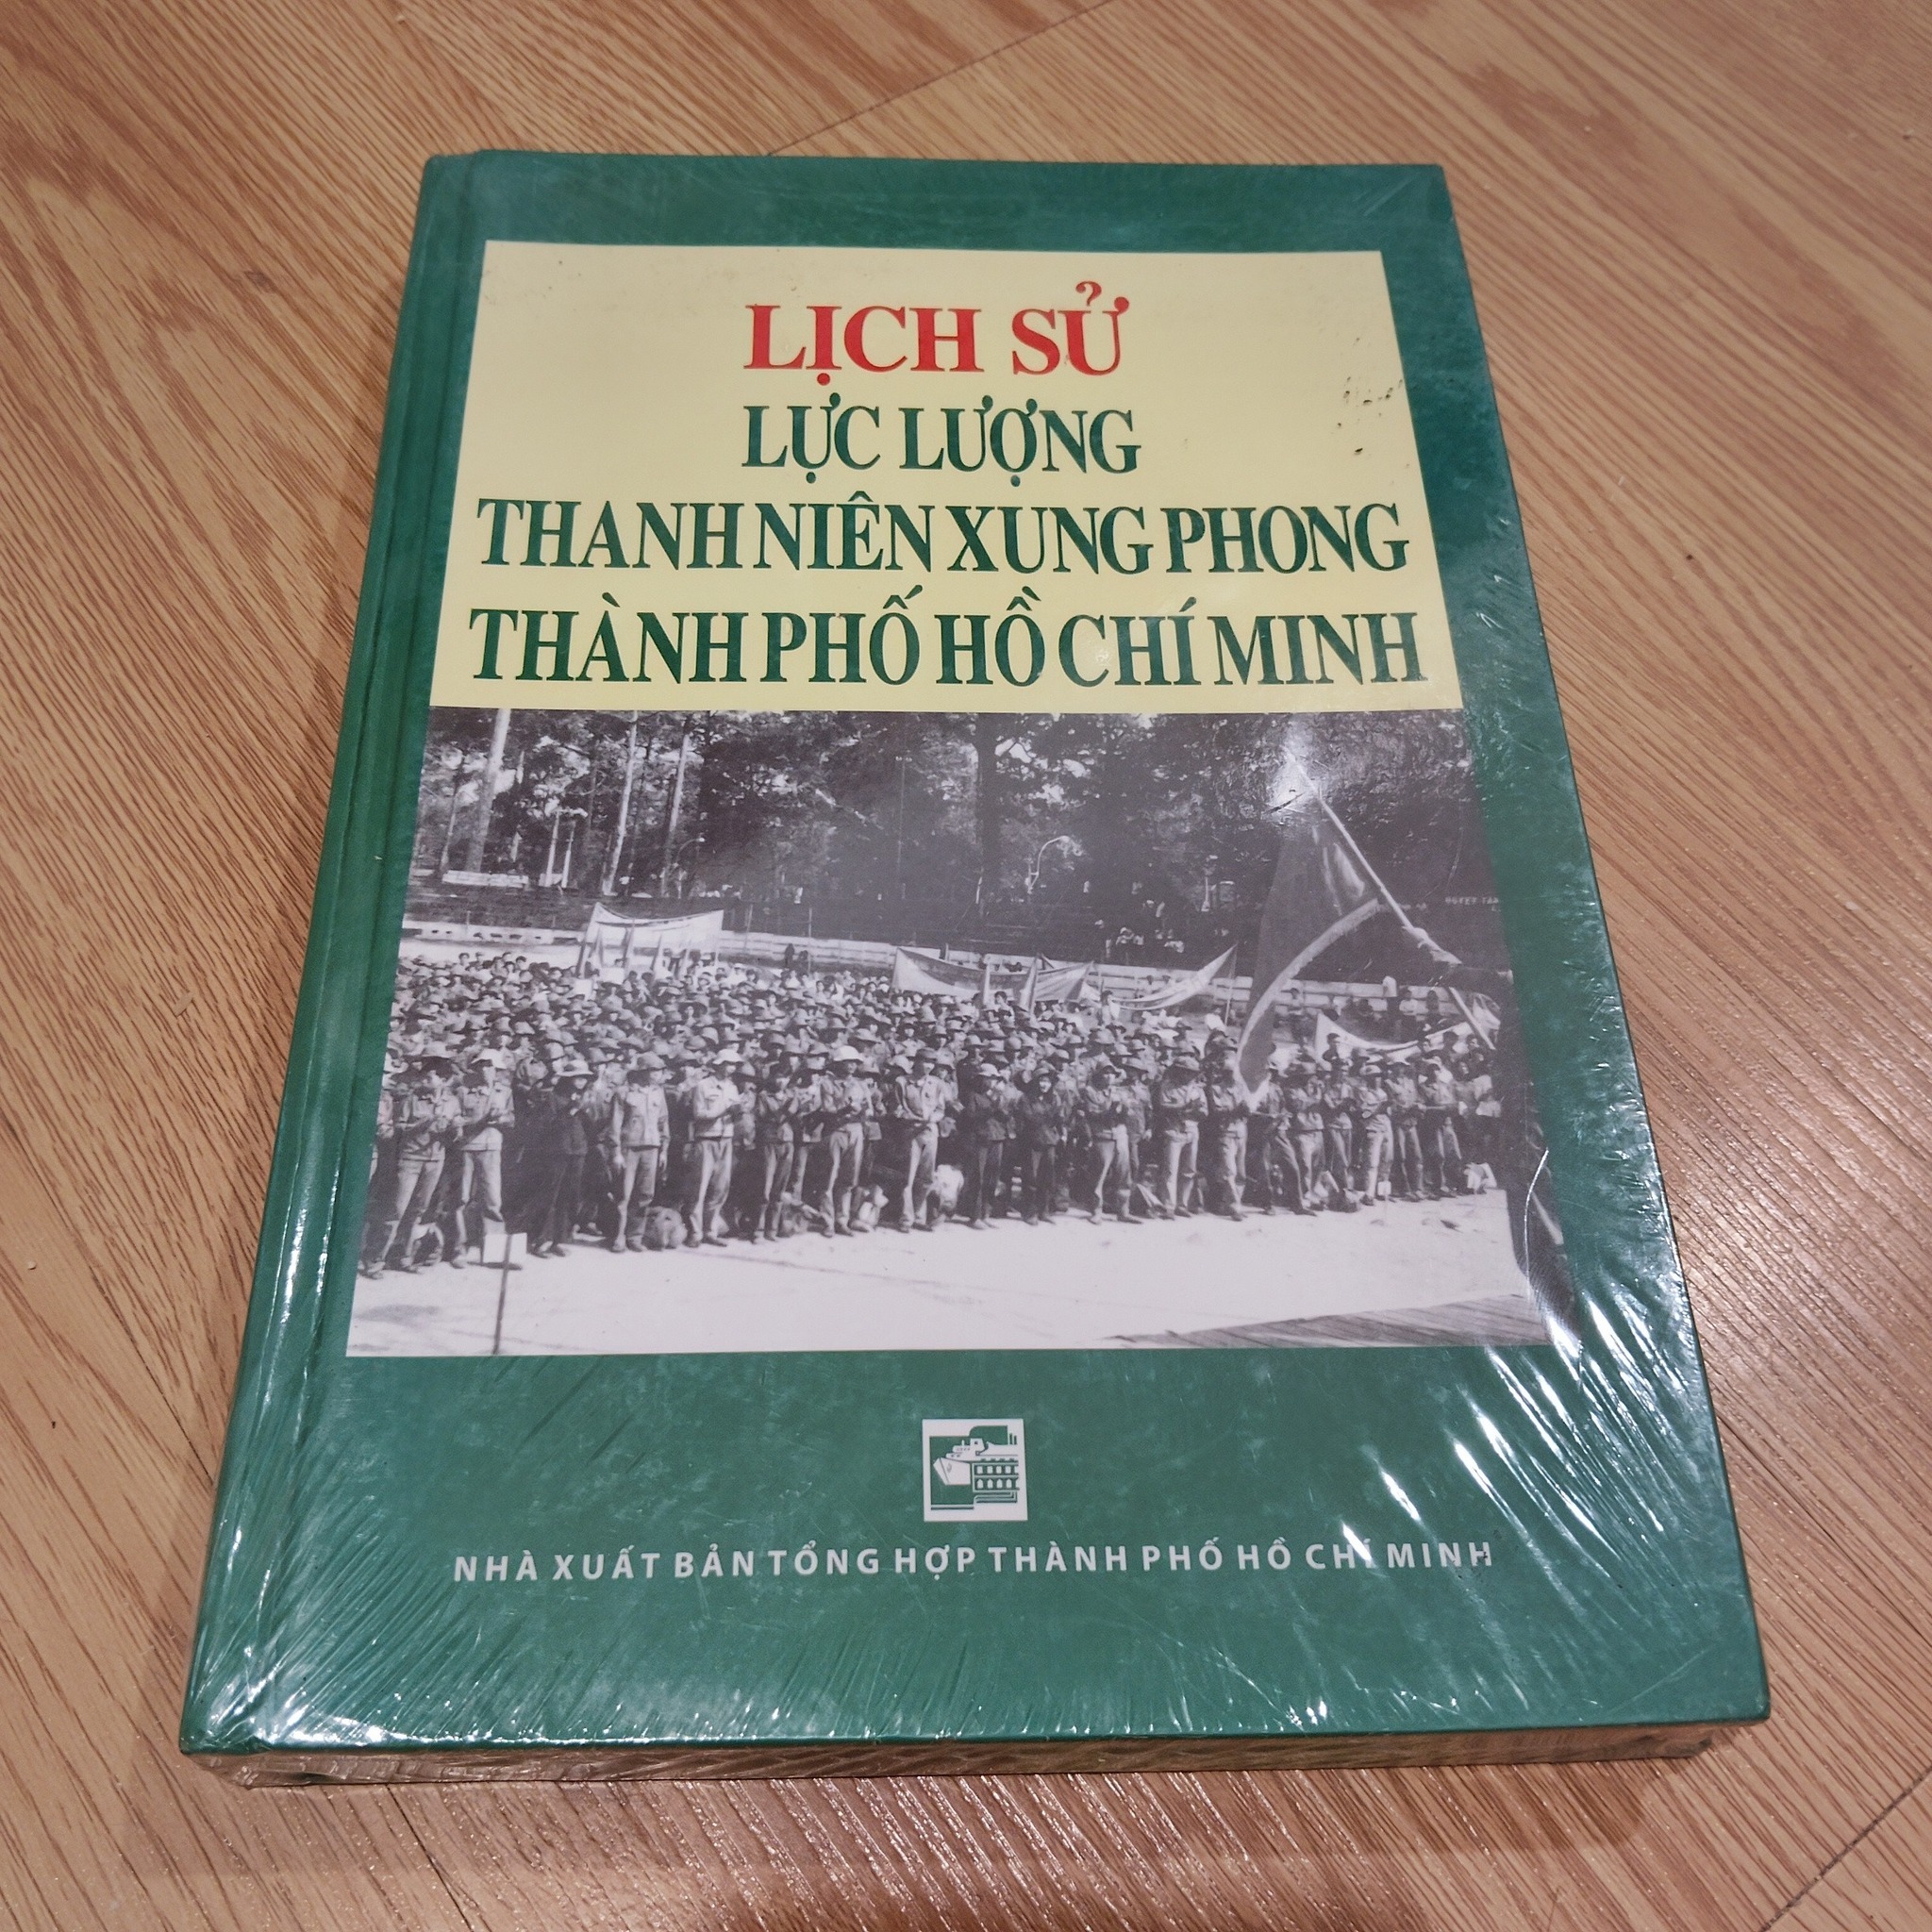 LỊCH SỬ
LỰC LƯỢNG
THANH NIÊN XUNG PHONG
THÀNH PHỐ HỒ CHÍ MINH
NHÀ XUẤT BẢN TỔNG HỢP THÀNH PHỐ HỒ CHÍ MINH